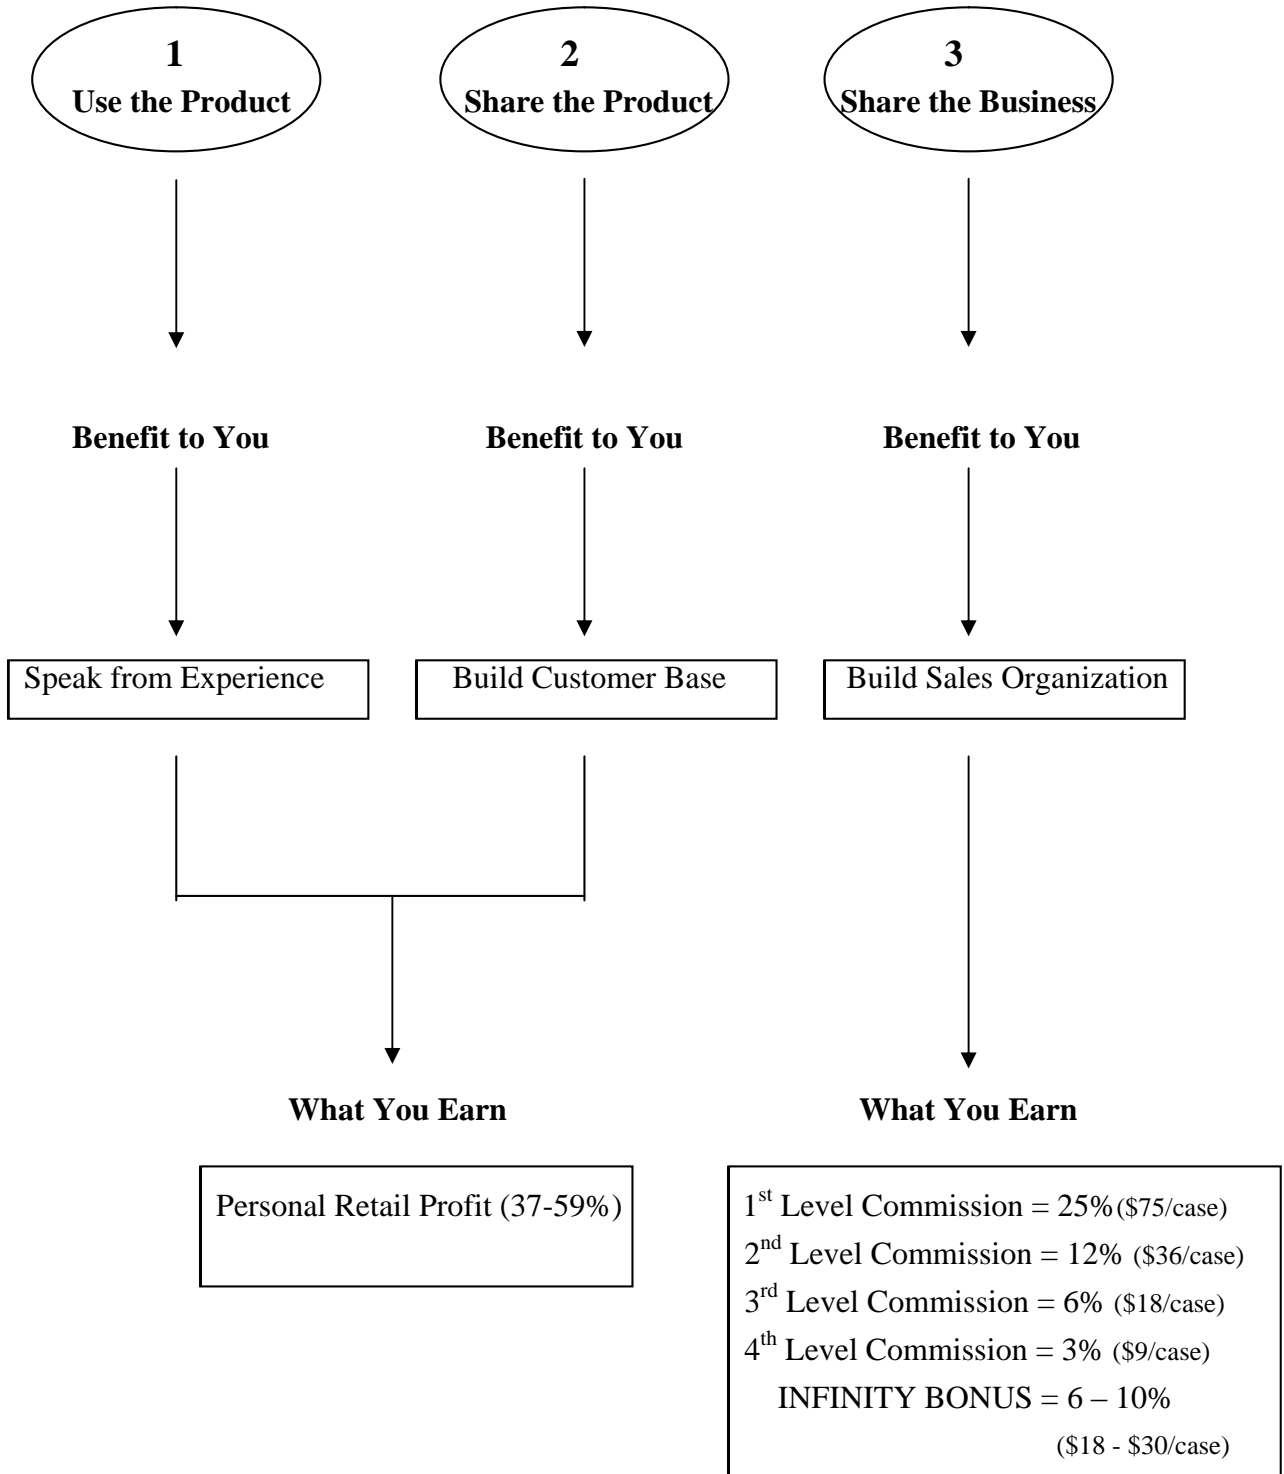 1
Use the Product
2
Share the Product
3
Share the Business
Benefit to You
Benefit to You
Benefit to You
Speak from Experience
Build Customer Base
Build Sales Organization
What You Earn
What You Earn
Personal Retail Profit (37-59%)
1st Level Commission = 25% ($75/case)
2nd Level Commission = 12% ($36/case)
3rd Level Commission = 6% ($18/case)
4th Level Commission = 3% ($9/case)
INFINITY BONUS = 6 – 10%
($18 - $30/case)